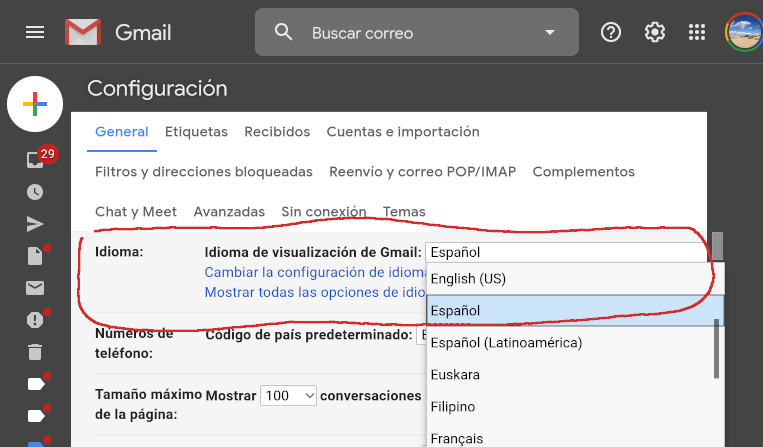 Gmail
Buscar correo
Configuración
29
General Etiquetas Recibidos Cuentas e importación
Filtros y direcciones bloqueadas Reenvío y correo POP/IMAP Complementos
Chat y Meet Avanzadas Sin conexión Temas
Idioma: Idioma de visualización de Gmail: Español
Cambiar la configuración de
English (US)
Mostrar todas las opciones de
Español
Números de teléfono:
Código de país predeterminado:
Español (Latinoamérica)
Euskara
Tamaño máximo de la página:
Mostrar 100 conversaciones
Filipino
Français